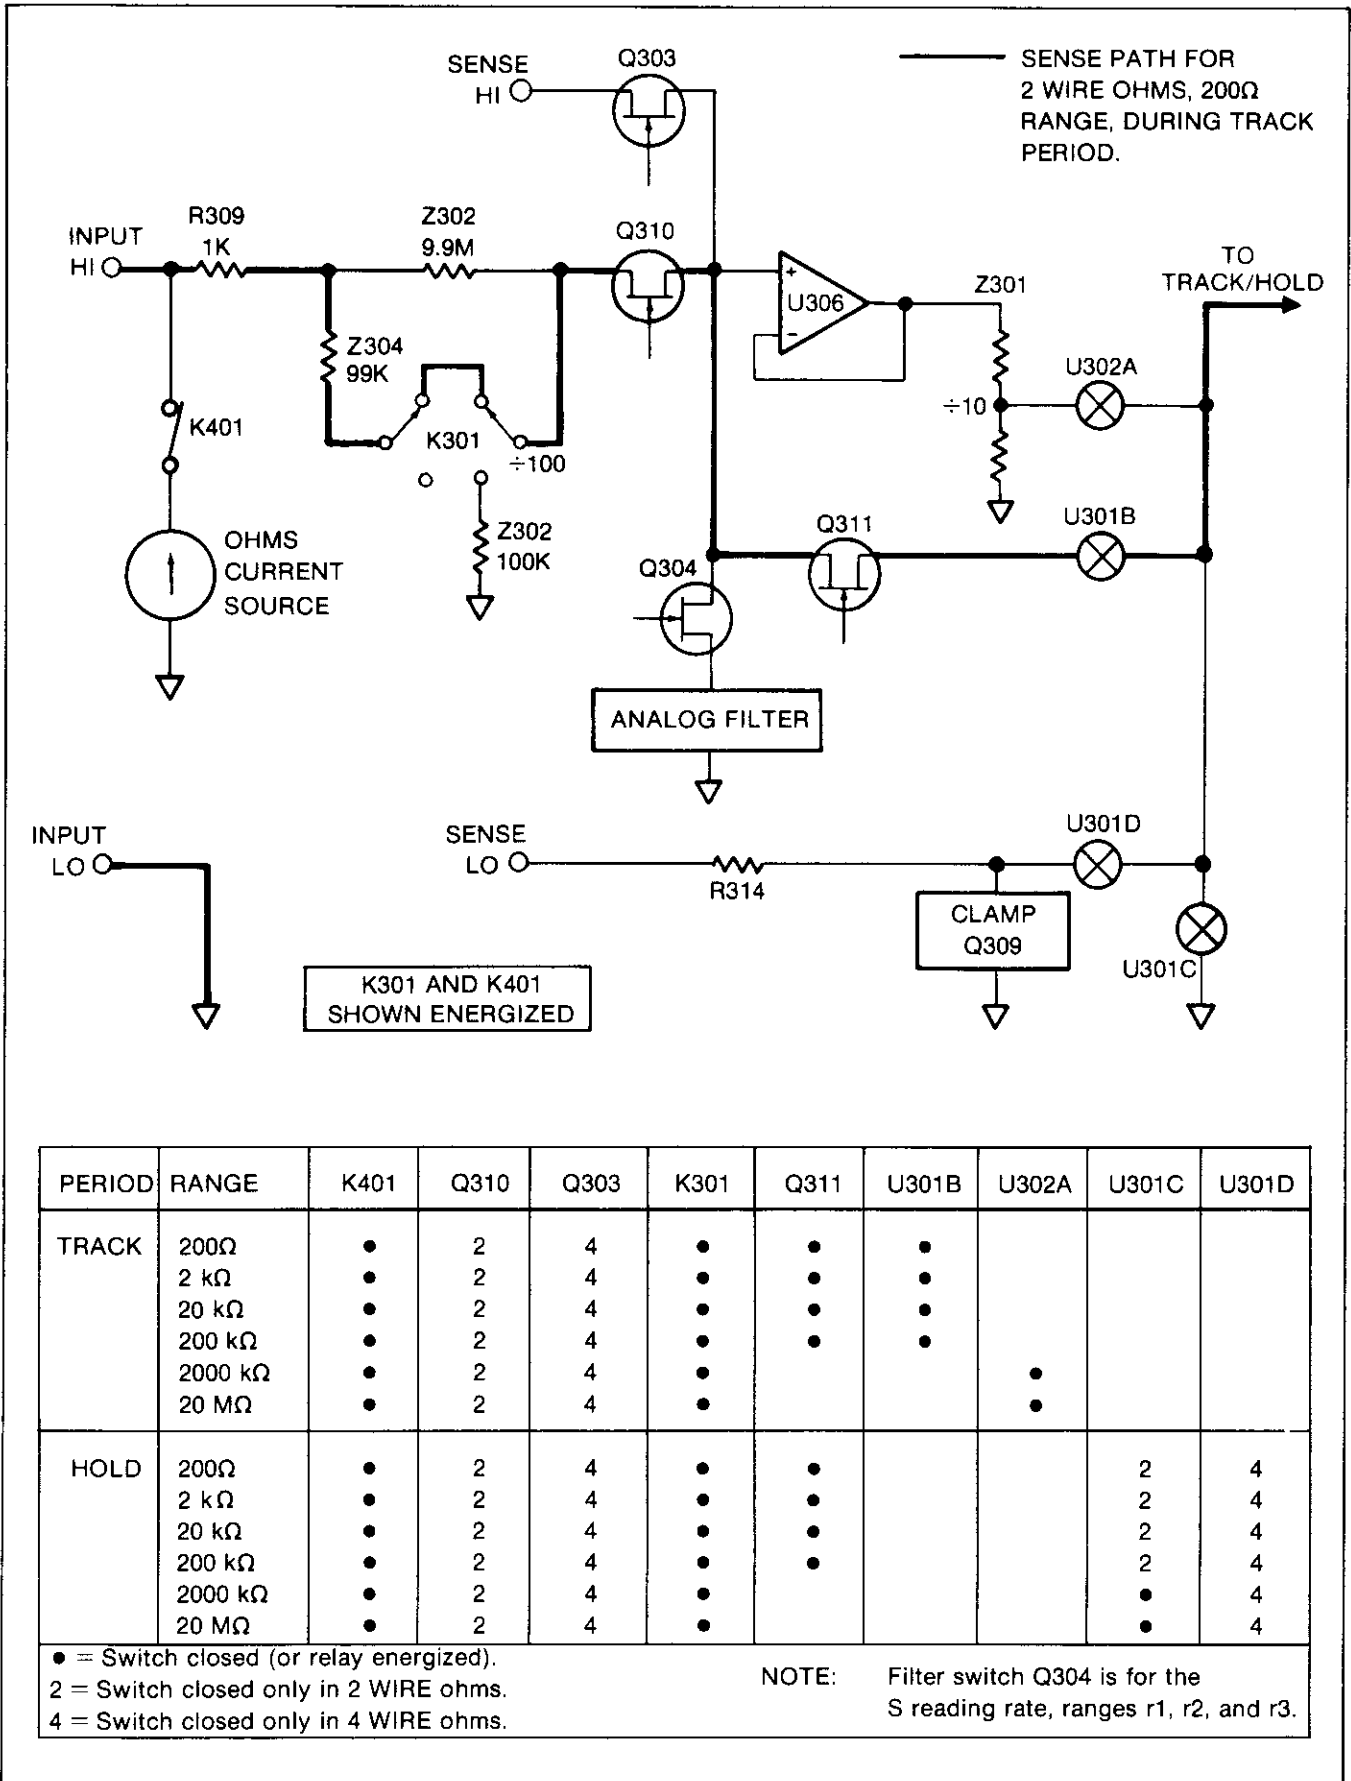 SENSE
HI
Q303
SENSE PATH FOR
2 WIRE OHMS, 200Ω
RANGE, DURING TRACK
PERIOD.
INPUT
HI
R309
1K
Z302
9.9M
Q310
U306
+
−
Z301
TO
TRACK/HOLD
Z304
99K
K401
K301
÷100
÷10
U302A
Z302
100K
OHMS
CURRENT
SOURCE
Q304
Q311
U301B
ANALOG FILTER
INPUT
LO
SENSE
LO
R314
U301D
CLAMP
Q309
U301C
K301 AND K401
SHOWN ENERGIZED
PERIOD RANGE K401 Q310 Q303 K301 Q311 U301B U302A U301C U301D
TRACK 200Ω ● 2 4 ● ● ●
2 kΩ ● 2 4 ● ● ●
20 kΩ ● 2 4 ● ● ●
200 kΩ ● 2 4 ● ● ●
2000 kΩ ● 2 4 ● ●
20 MΩ ● 2 4 ● ●
HOLD 200Ω ● 2 4 ● ● 2 4
2 kΩ ● 2 4 ● ● 2 4
20 kΩ ● 2 4 ● ● 2 4
200 kΩ ● 2 4 ● ● 2 4
2000 kΩ ● 2 4 ● ● 4
20 MΩ ● 2 4 ● ● 4
● = Switch closed (or relay energized).
2 = Switch closed only in 2 WIRE ohms.
4 = Switch closed only in 4 WIRE ohms.
NOTE: Filter switch Q304 is for the
S reading rate, ranges r1, r2, and r3.